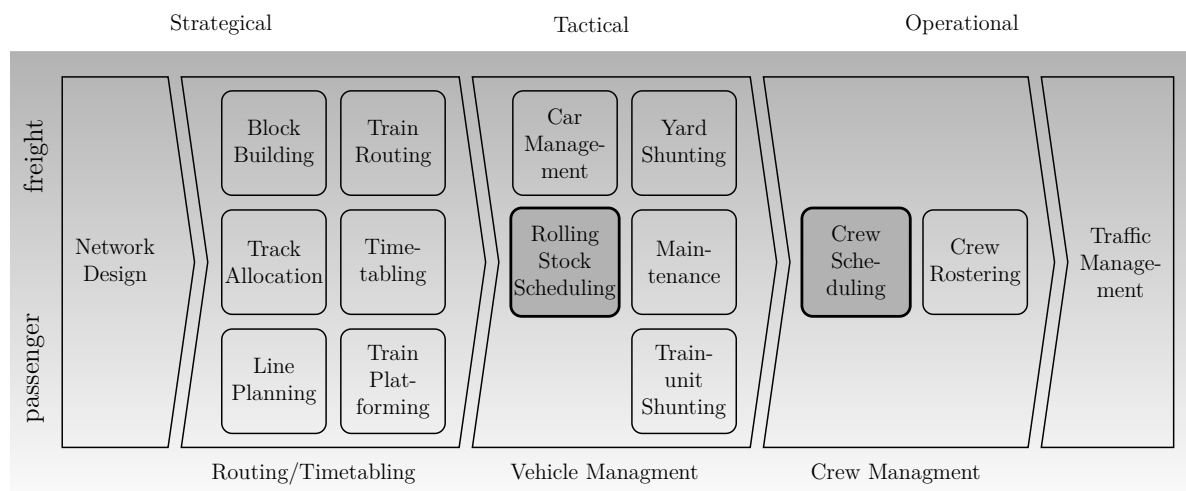 Strategical
Tactical
Operational
freight
passenger
Network
Design
Block
Building
Train
Routing
Track
Allocation
Time-
tabling
Line
Planning
Train
Plat-
forming
Car
Manage-
ment
Yard
Shunting
Rolling
Stock
Scheduling
Main-
tenance
Train-
unit
Shunting
Crew
Sche-
duling
Crew
Rostering
Traffic
Manage-
ment
Routing/Timetabling
Vehicle Managment
Crew Managment